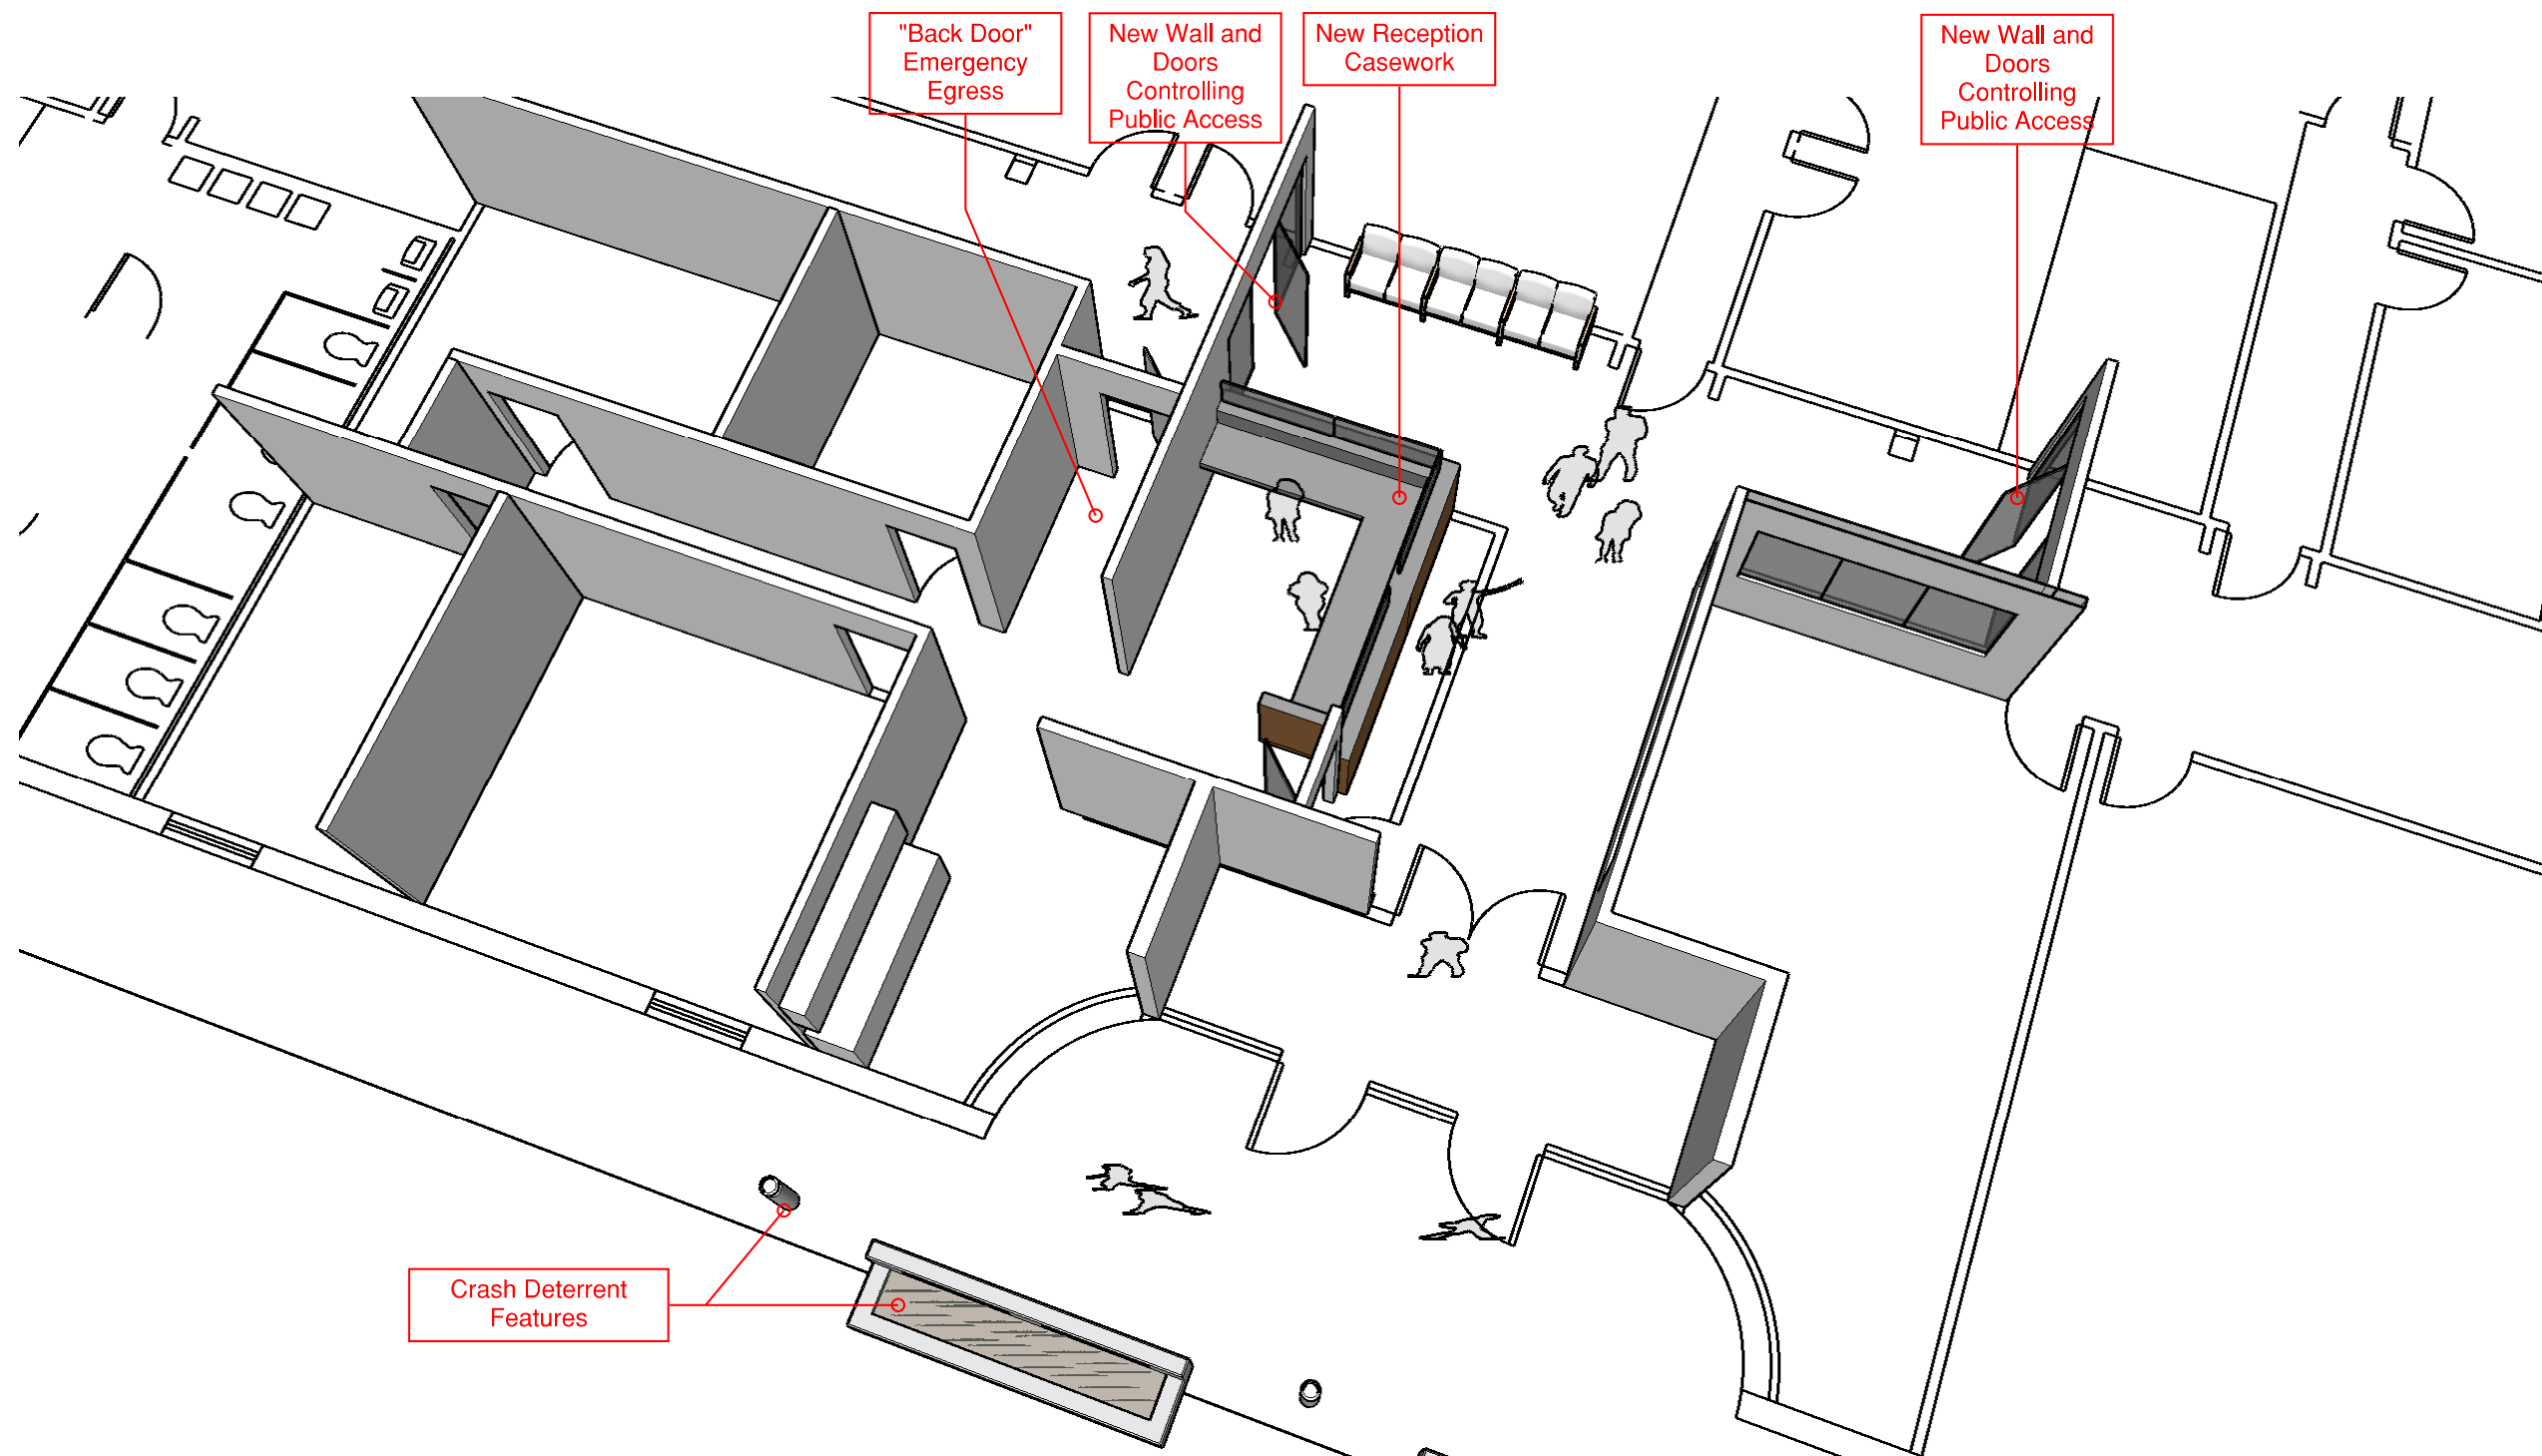 "Back Door"
Emergency
Egress
New Wall and
Doors
Controlling
Public Access
New Reception
Casework
New Wall and
Doors
Controlling
Public Access
Crash Deterrent
Features